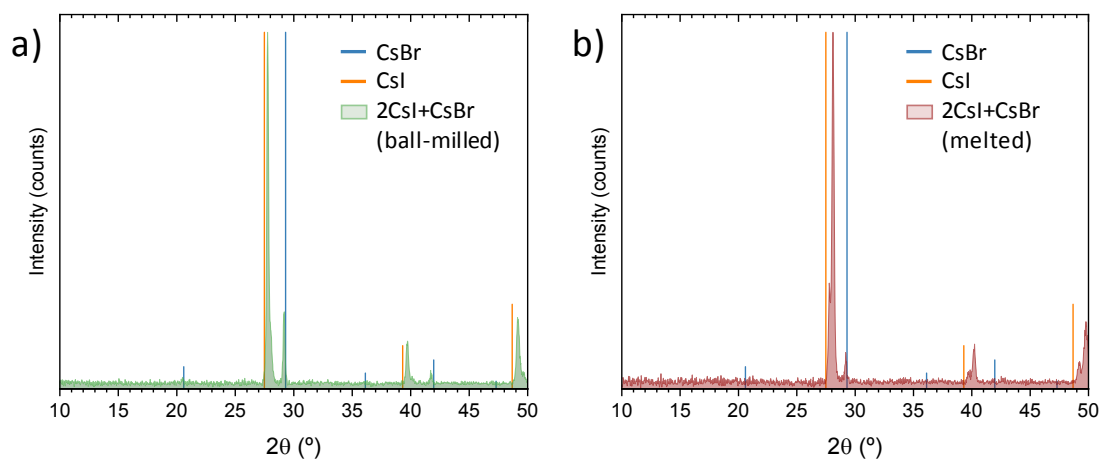 a)
CsBr
CsI
2CsI+CsBr
(ball-milled)
Intensity (counts)
10 15 20 25 30 35 40 45 50
2θ (º)
b)
CsBr
CsI
2CsI+CsBr
(melted)
Intensity (counts)
10 15 20 25 30 35 40 45 50
2θ (º)